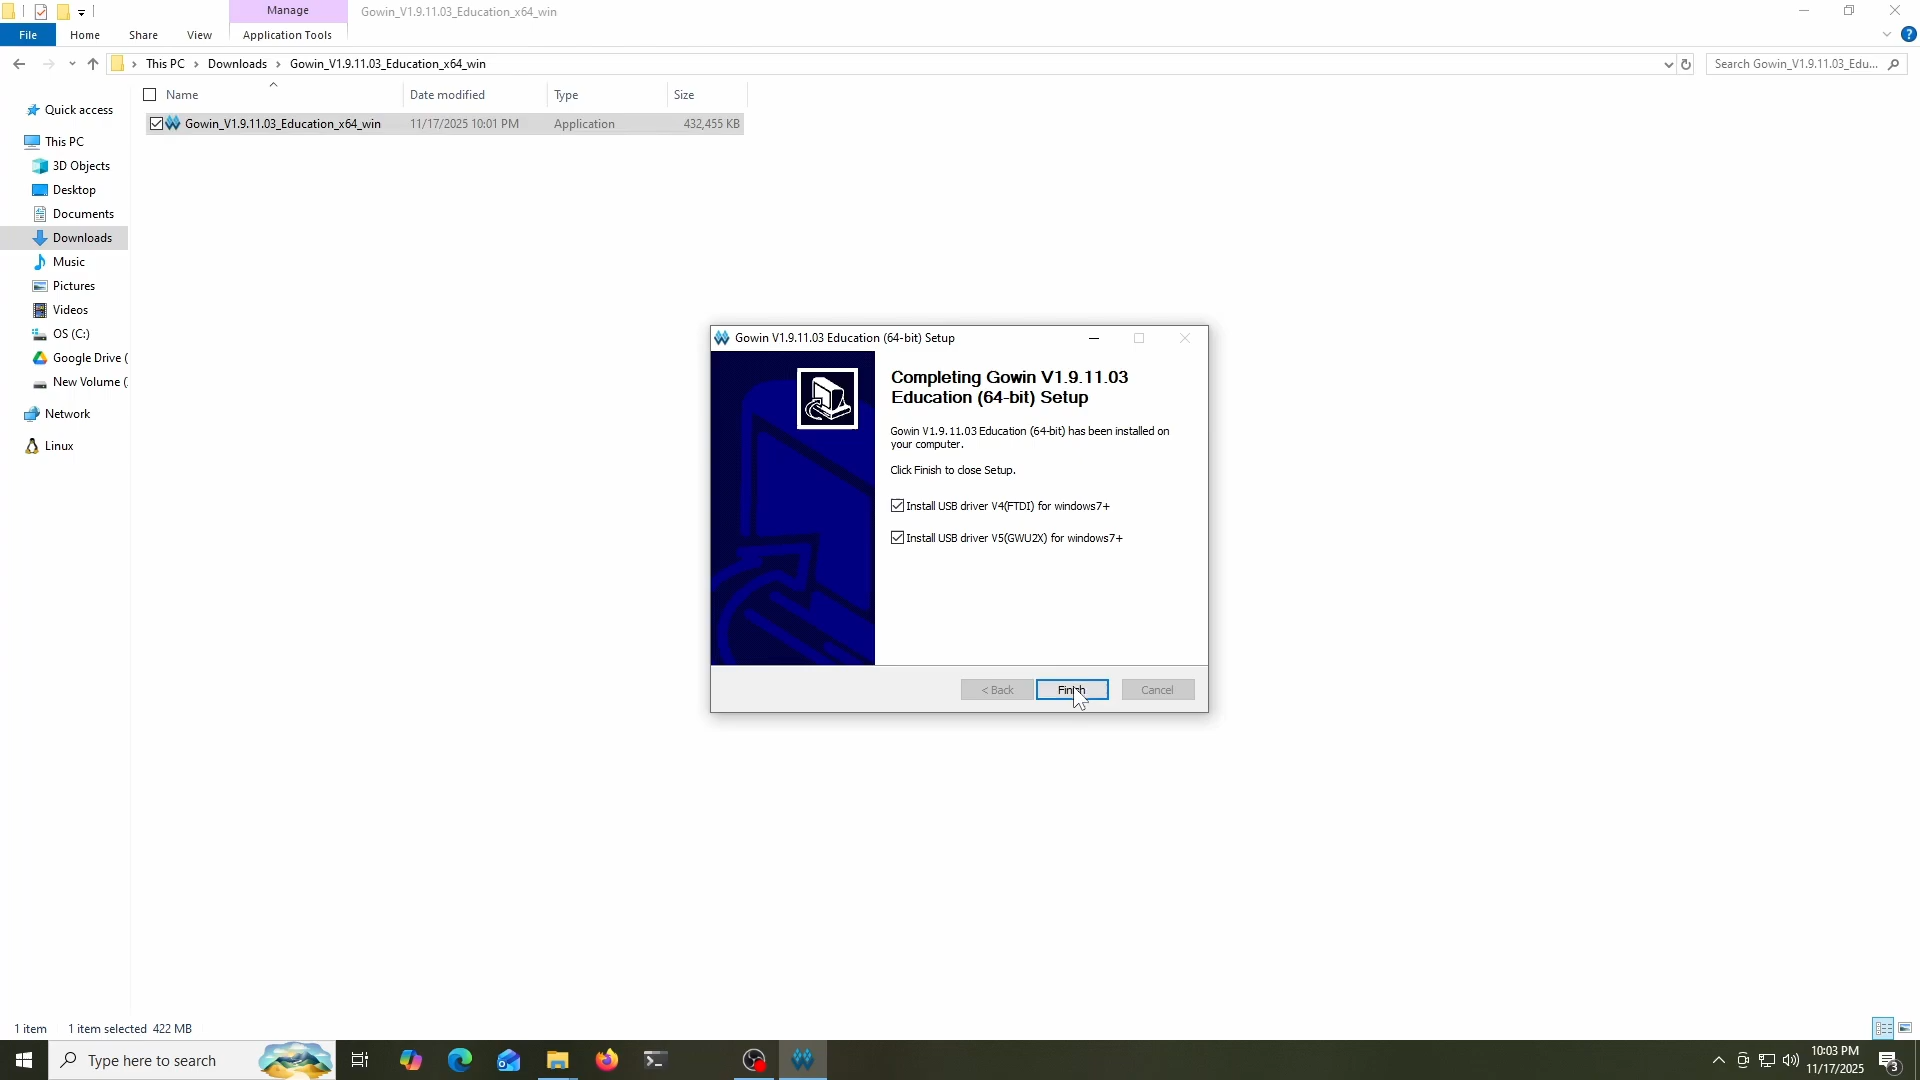 Manage
Gowin_V1.9.11.03_Education_x64_win
File
Home
Share
View
Application Tools
This PC
Downloads
Gowin_V1.9.11.03_Education_x64_win
Search Gowin_V1.9.11.03_Edu...
Name
Date modified
Type
Size
Gowin_V1.9.11.03_Education_x64_win
11/17/2025 10:01 PM
Application
432,455 KB
Quick access
This PC
3D Objects
Desktop
Documents
Downloads
Music
Pictures
Videos
OS (C:)
Google Drive (
New Volume (
Network
Linux
Gowin V1.9.11.03 Education (64-bit) Setup
Completing Gowin V1.9.11.03
Education (64-bit) Setup
Gowin V1.9.11.03 Education (64-bit) has been installed on
your computer.
Click Finish to close Setup.
Install USB driver V4(FTDI) for windows7+
Install USB driver V5(GWU2X) for windows7+
< Back
Finish
Cancel
1 item
1 item selected 422 MB
Type here to search
10:03 PM
11/17/2025
3